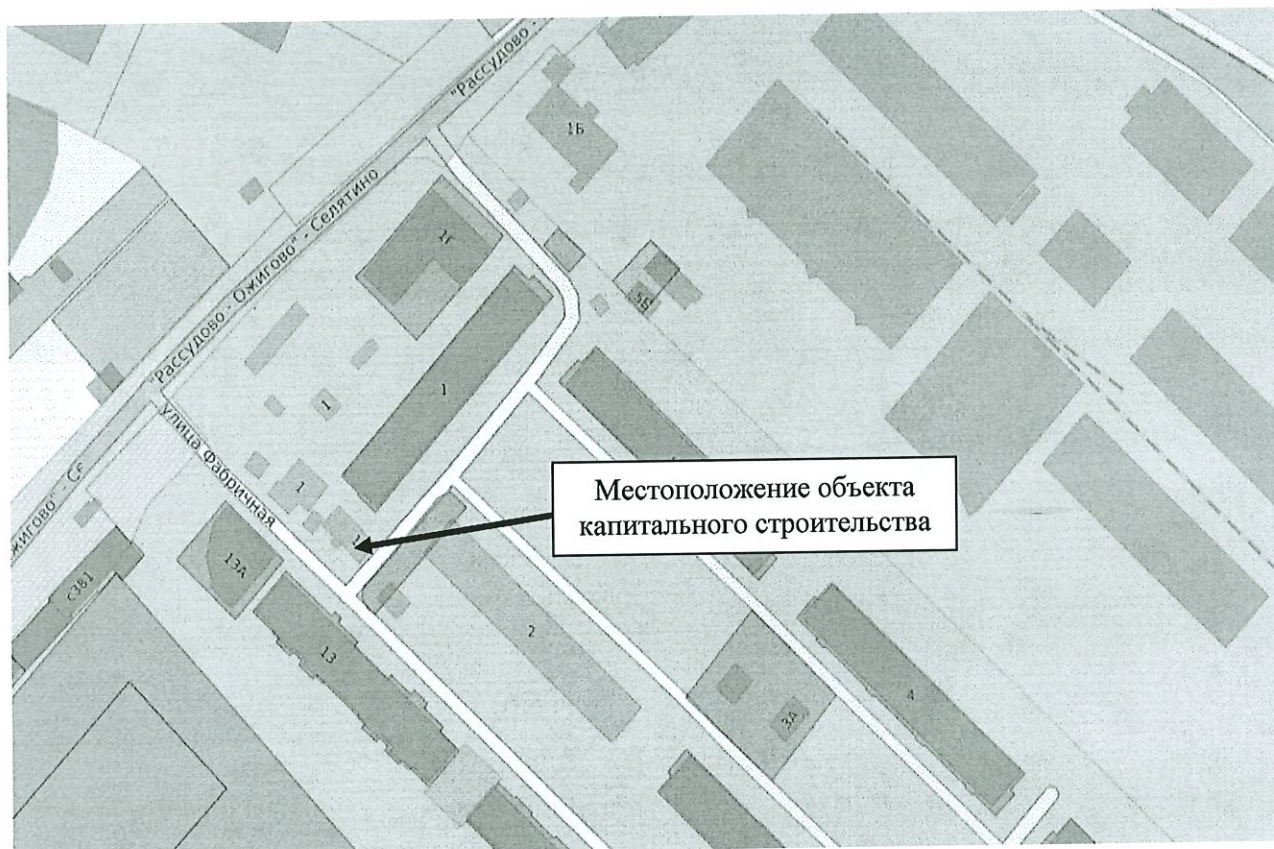 "Рассудово -
1Б
"Рассудово - Ожигово" - Селятино
1Г
5Б
1
1
улица Фабричная
1
1
Местоположение объекта
капитального строительства
жигово" - Се
13А
с381
13
2
4
3А